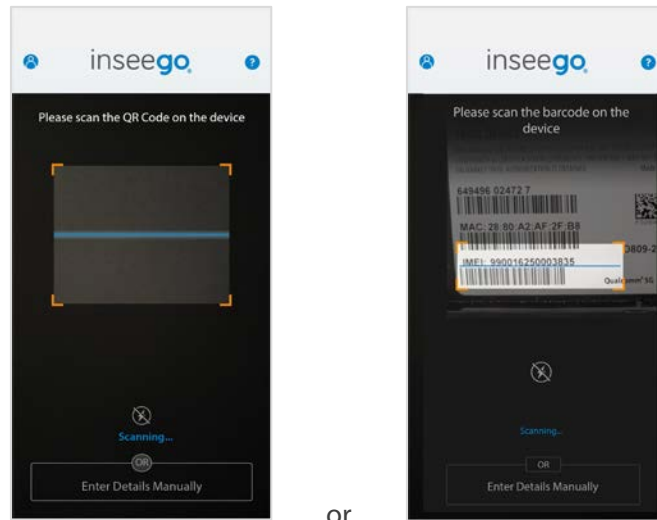 inseego
Please scan the QR Code on the device
Scanning...
OR
Enter Details Manually
or
inseego
Please scan the barcode on the
device
649496 02472 7
MAC: 28:80:A2:AF:2F:B8
0809-2
IMEI: 990016250003835
Qualcomm 5G
Scanning...
OR
Enter Details Manually